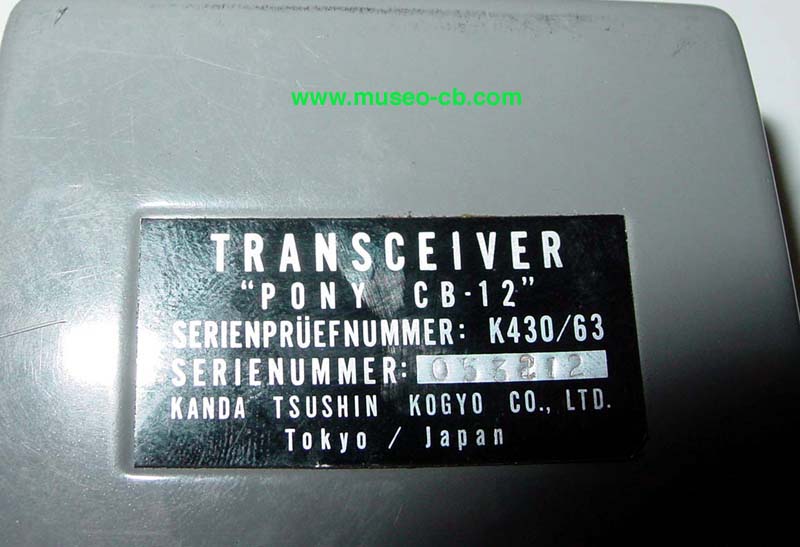 www.museo-cb.com
TRANSCEIVER
"PONY CB-12"
SERIENPRÜEFNUMMER: K430/63
SERIENUMMER: 053212
KANDA TSUSHIN KOGYO CO., LTD.
Tokyo / Japan